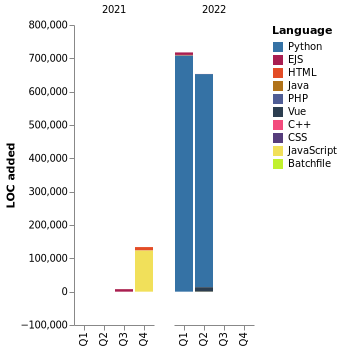 2021 2022
LOC added
800,000
700,000
600,000
500,000
400,000
300,000
200,000
100,000
0
−100,000
Q1 Q2 Q3 Q4 Q1 Q2 Q3 Q4
Language
Python
EJS
HTML
Java
PHP
Vue
C++
CSS
JavaScript
Batchfile